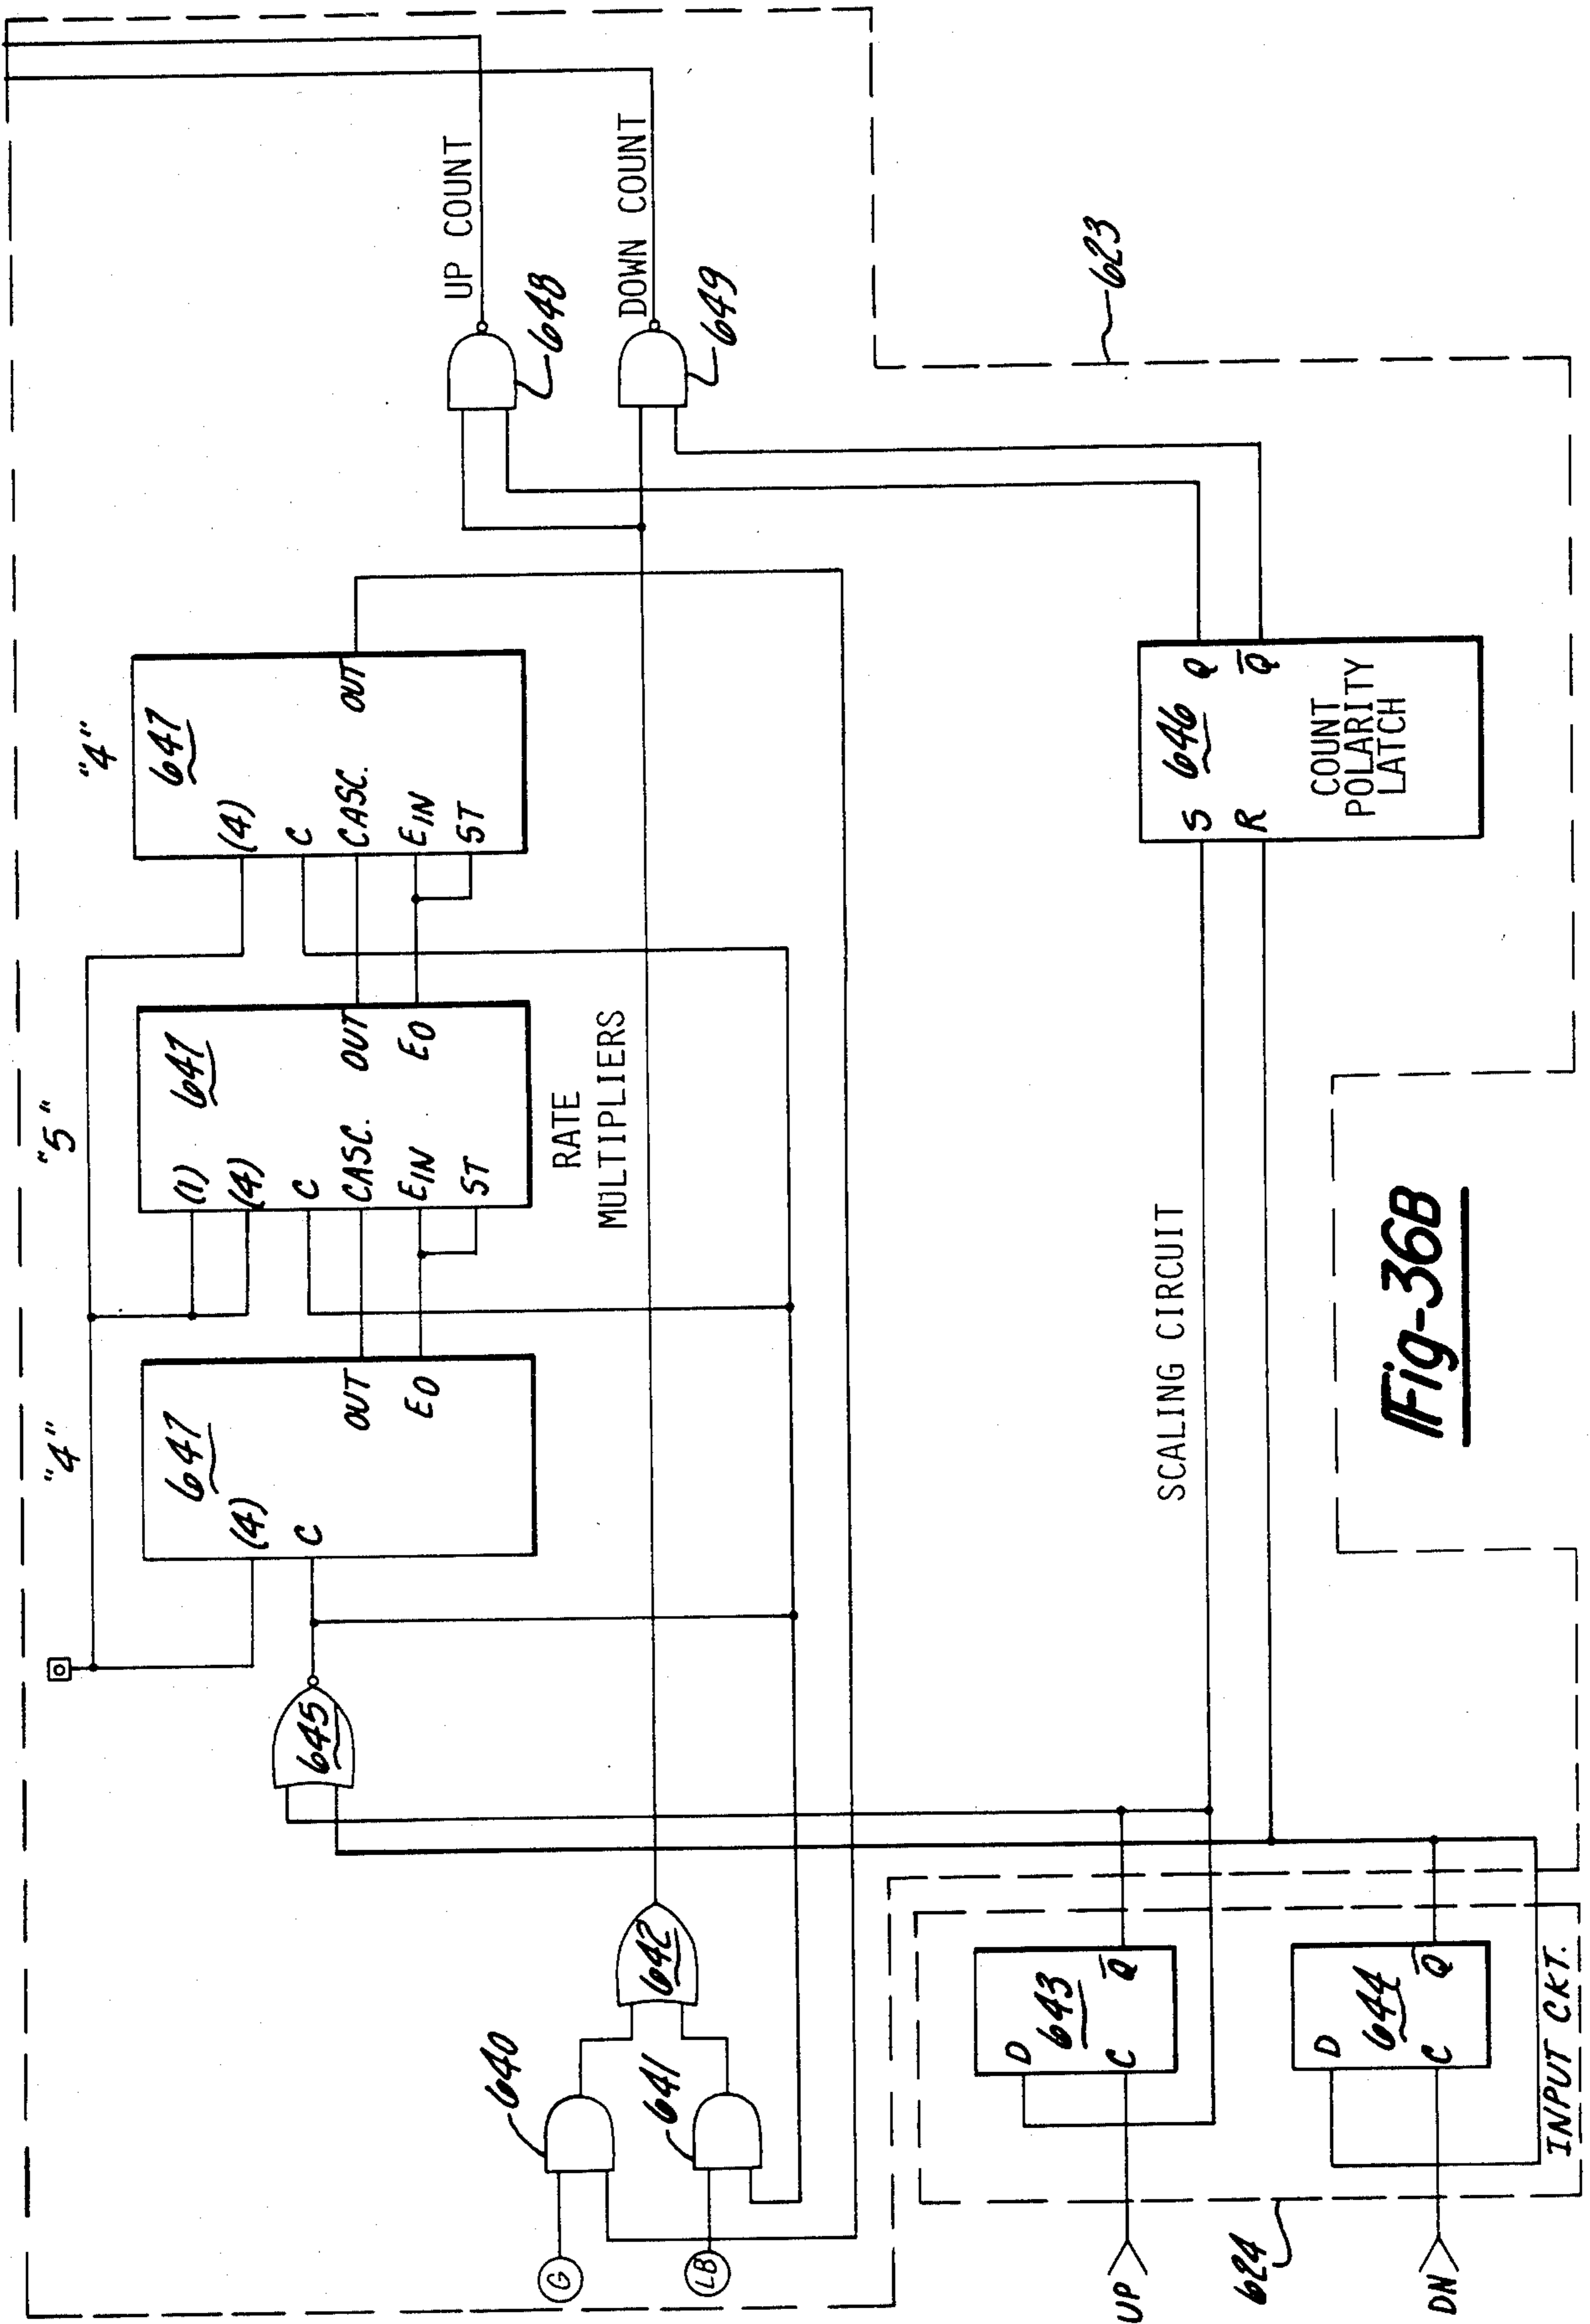 "4"
"5"
"4"
647
(4)
C
OUT
EO
647
(1)
(4)
C
CASC.
EIN
ST
OUT
EO
647
(4)
C
CASC.
EIN
ST
OUT
RATE
MULTIPLIERS
645
UP COUNT
648
DOWN COUNT
649
640
641
642
G
LB
623
SCALING CIRCUIT
S
R
646
Q
Q̅
COUNT
POLARITY
LATCH
UP
D
643
C
Q̅
DN
D
644
C
Q̅
INPUT CKT.
624
Fig-36B